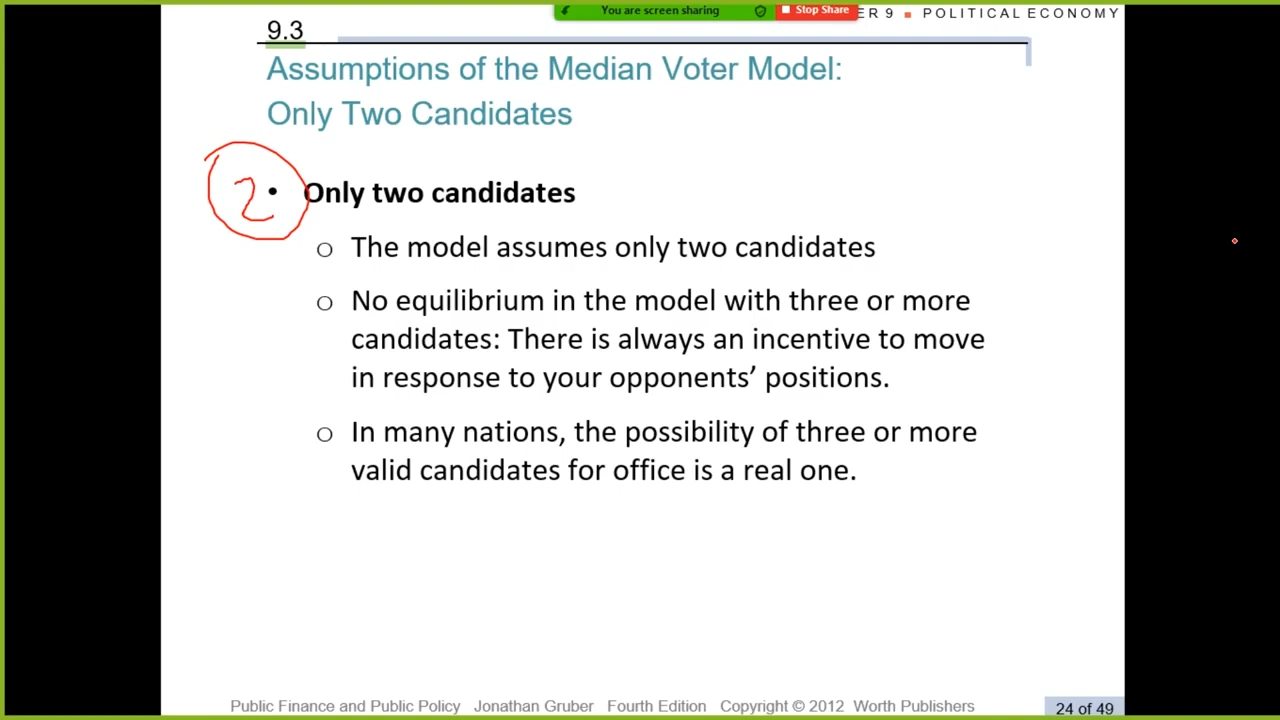 You are screen sharing
Stop Share
ER 9 ■ POLITICAL ECONOMY
9.3
Assumptions of the Median Voter Model:
Only Two Candidates
2
• Only two candidates
o The model assumes only two candidates
o No equilibrium in the model with three or more
candidates: There is always an incentive to move
in response to your opponents’ positions.
o In many nations, the possibility of three or more
valid candidates for office is a real one.
Public Finance and Public Policy Jonathan Gruber Fourth Edition Copyright © 2012 Worth Publishers
24 of 49